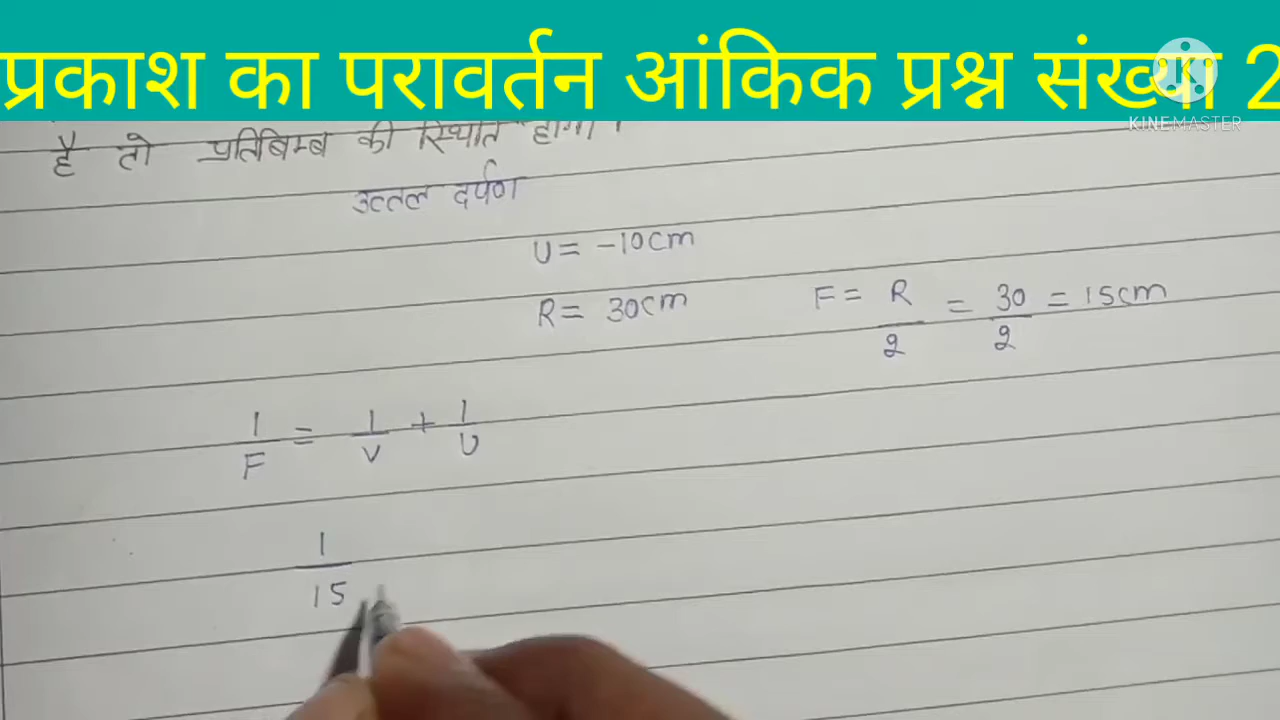 प्रकाश का परावर्तन आंकिक प्रश्न संख्या 2
KINEMASTER
है तो प्रतिबिम्ब की स्थिति होगी।
उत्तल दर्पण
U = -10cm
R = 30cm F = R/2 = 30/2 = 15cm
1/F = 1/V + 1/U
1/15